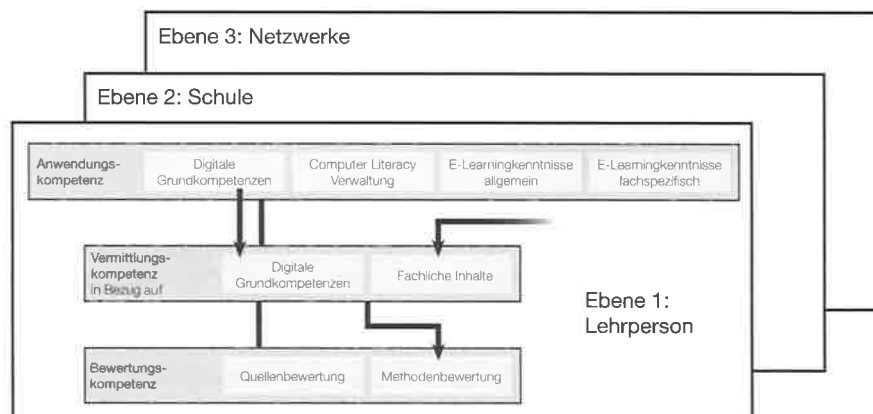 Ebene 3: Netzwerke
Ebene 2: Schule
Anwendungs-
kompetenz
Digitale
Grundkompetenzen
Computer Literacy
Verwaltung
E-Learningkenntnisse
allgemein
E-Learningkenntnisse
fachspezifisch
Vermittlungs-
kompetenz
in Bezug auf
Digitale
Grundkompetenzen
Fachliche Inhalte
Ebene 1:
Lehrperson
Bewertungs-
kompetenz
Quellenbewertung
Methodenbewertung